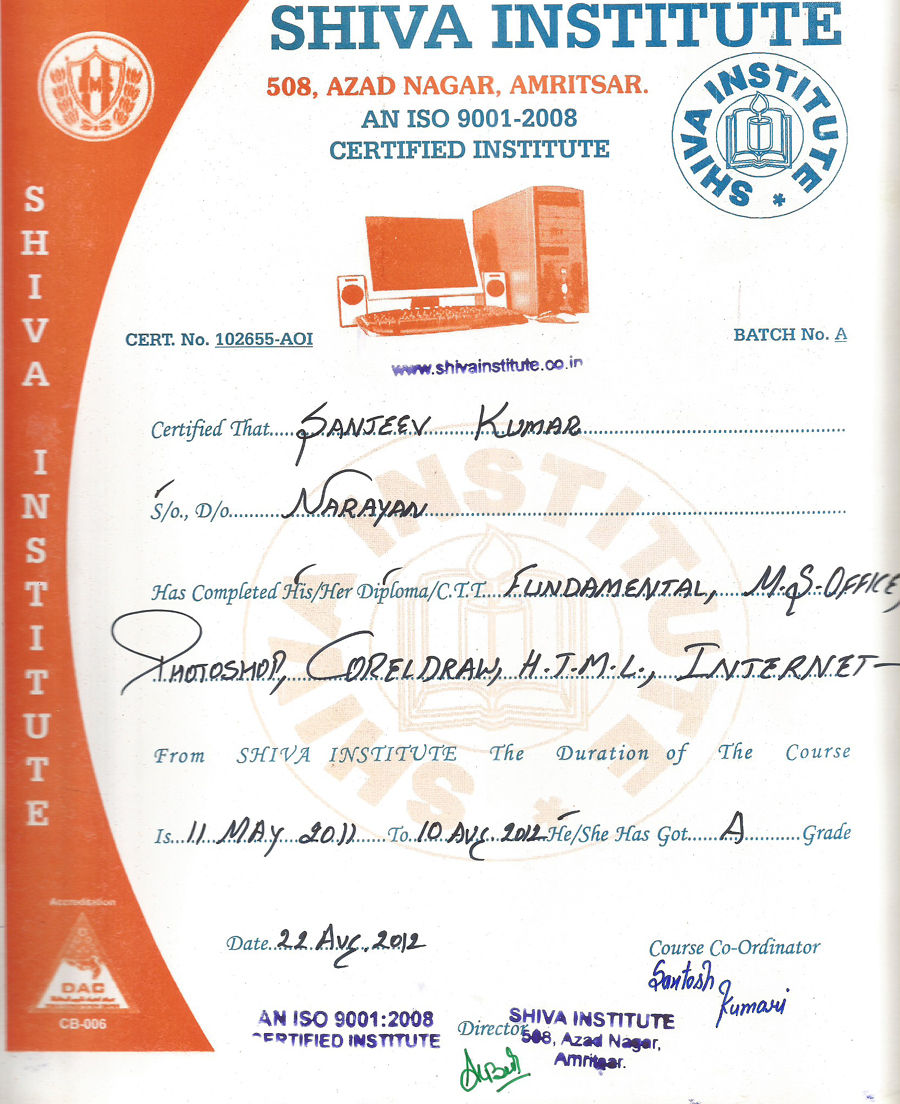 SHIVA INSTITUTE
508, AZAD NAGAR, AMRITSAR.
AN ISO 9001-2008
CERTIFIED INSTITUTE
SHIVA INSTITUTE *
SHIVA INSTITUTE
CERT. No. 102655-AOI
BATCH No. A
www.shivainstitute.co.in
Certified That Sanjeev Kumar
S/o., D/o. Narayan
Has Completed His/Her Diploma/C.T.T. Fundamental, M.S-Office,
Photoshop, CorelDraw, H.T.M.L., Internet
SHIVA INSTITUTE *
From SHIVA INSTITUTE The Duration of The Course
Is 11 May 2011 To 10 Aug. 2012 He/She Has Got A Grade
Accreditation
DAC
CB-006
Date 22 Aug. 2012
Course Co-Ordinator
Santosh
Kumari
AN ISO 9001:2008
CERTIFIED INSTITUTE
Director
SHIVA INSTITUTE
508, Azad Nagar,
Amritsar.